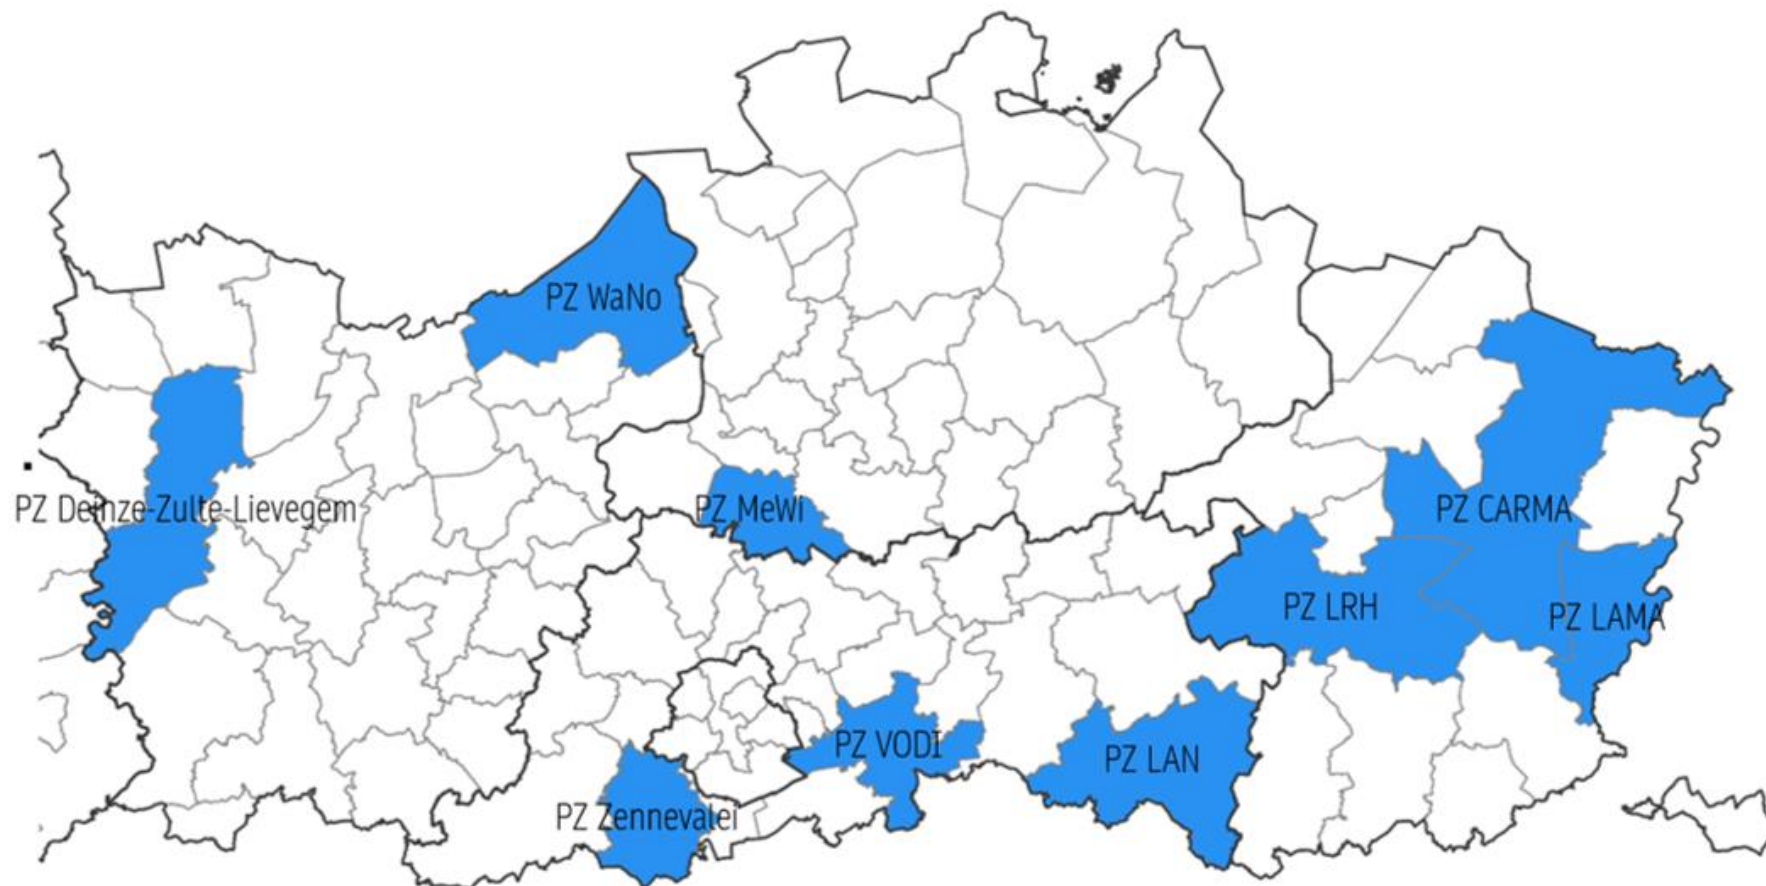 PZ WaNo
PZ Deinze-Zulte-Lievegem
PZ MeWi
PZ CARMA
PZ LRH
PZ LAMA
PZ VODI
PZ LAN
PZ Zennevalei